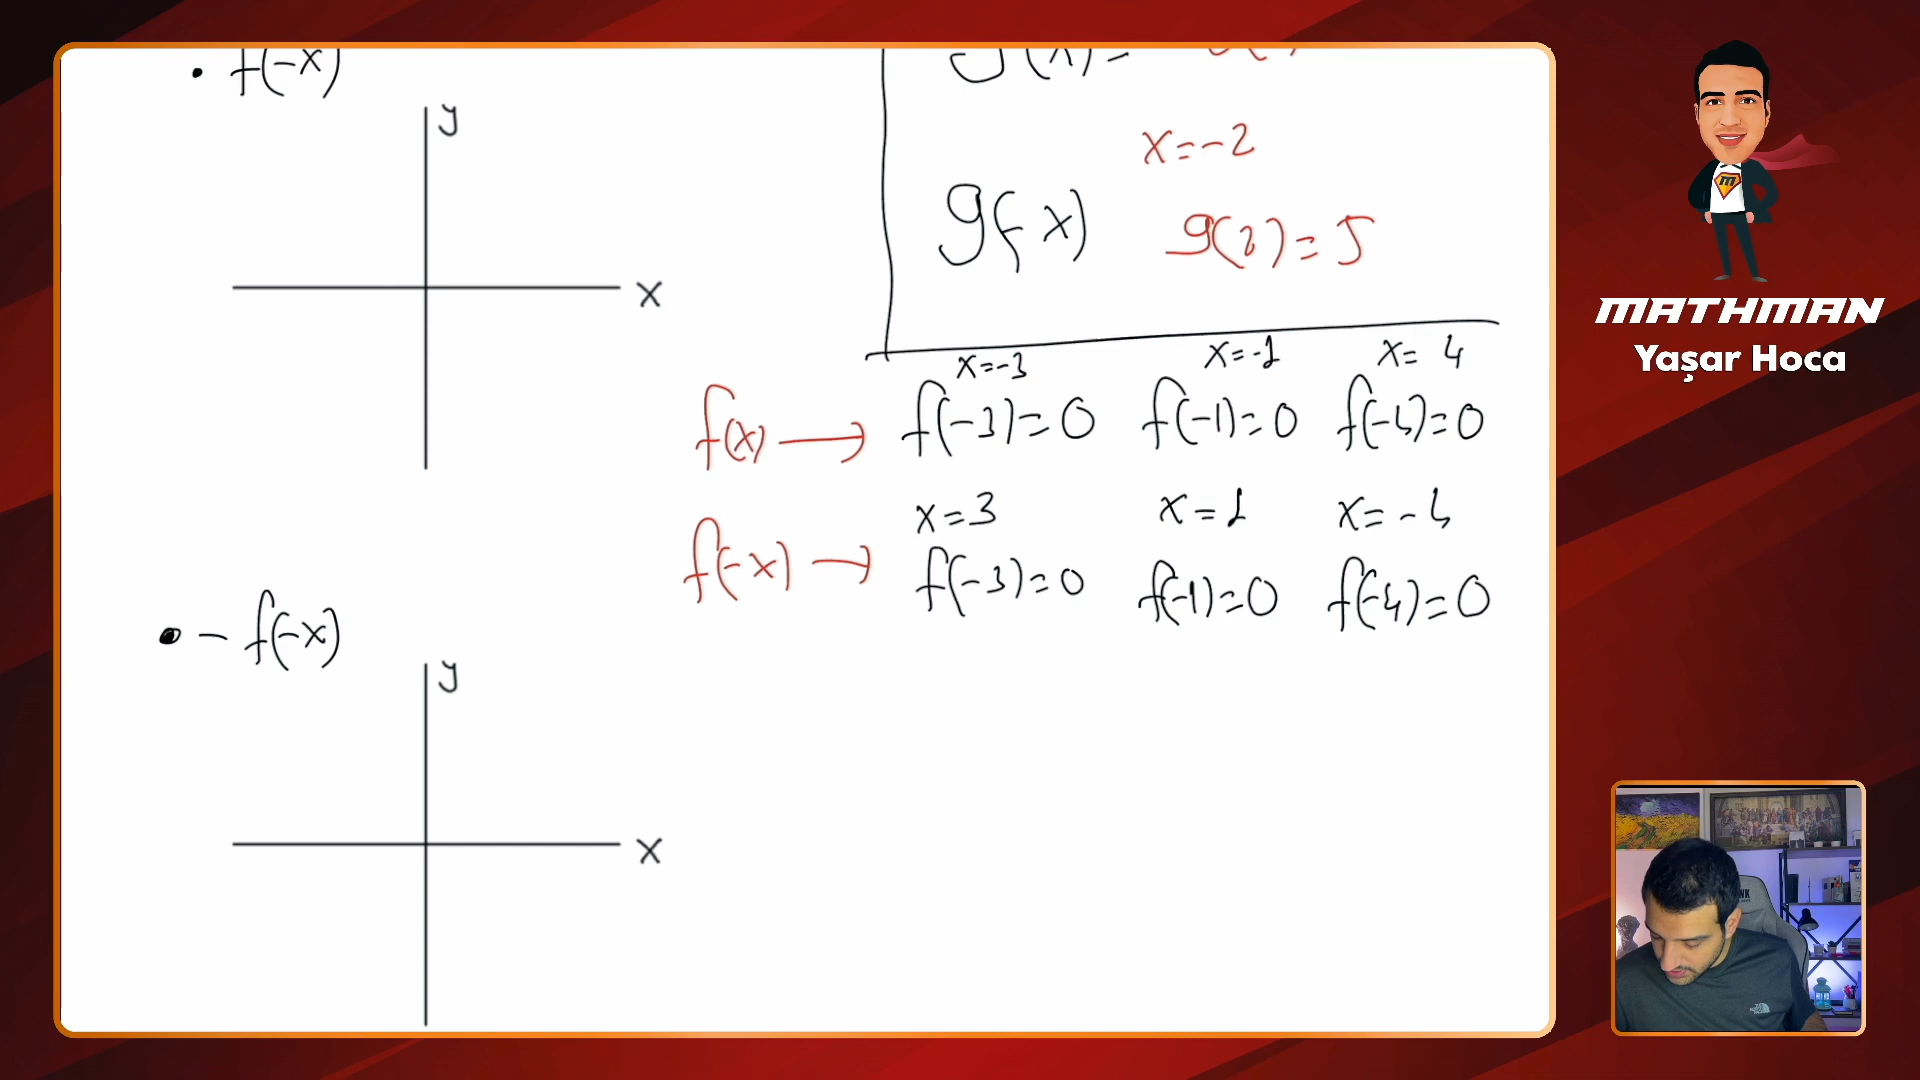 • f(-x)
y
x
x=-2
g(-x) g(2)=5
x=-3 x=-1 x= 4
f(x) → f(-3)=0 f(-1)=0 f(-4)=0
x=3 x=1 x=-4
f(-x) → f(-3)=0 f(-1)=0 f(-4)=0
• -f(-x)
y
x
MATHMAN
Yaşar Hoca